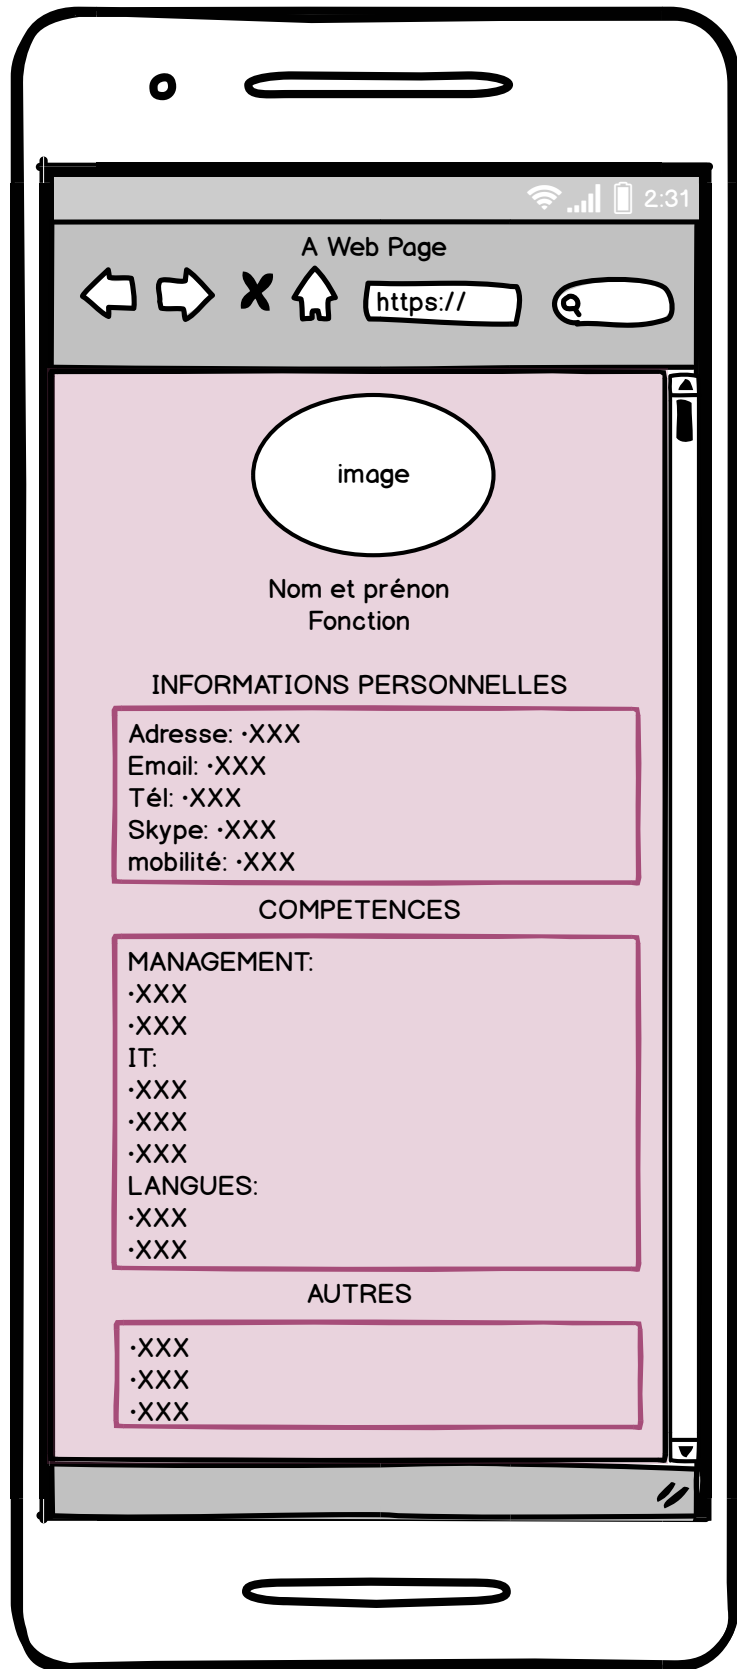 2:31
A Web Page
https://
image
Nom et prénon
Fonction
INFORMATIONS PERSONNELLES
Adresse: •XXX
Email: •XXX
Tél: •XXX
Skype: •XXX
mobilité: •XXX
COMPETENCES
MANAGEMENT:
•XXX
•XXX
IT:
•XXX
•XXX
•XXX
LANGUES:
•XXX
•XXX
AUTRES
•XXX
•XXX
•XXX